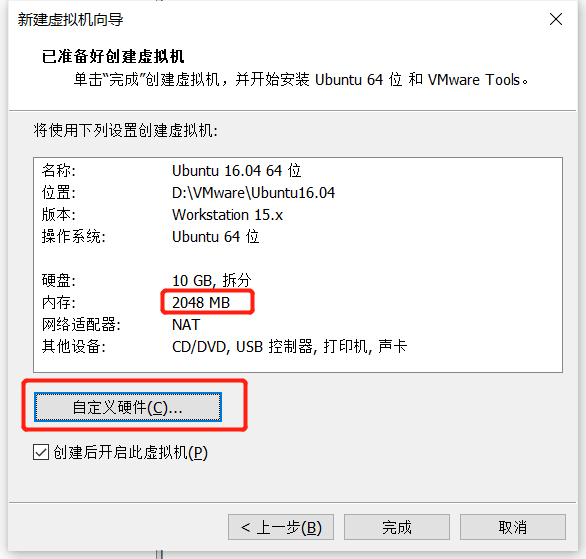 新建虚拟机向导
已准备好创建虚拟机
单击“完成”创建虚拟机，并开始安装 Ubuntu 64 位 和 VMware Tools。
将使用下列设置创建虚拟机:
名称: Ubuntu 16.04 64 位
位置: D:\VMware\Ubuntu16.04
版本: Workstation 15.x
操作系统: Ubuntu 64 位
硬盘: 10 GB, 拆分
内存: 2048 MB
网络适配器: NAT
其他设备: CD/DVD, USB 控制器, 打印机, 声卡
自定义硬件(C)...
创建后开启此虚拟机(P)
< 上一步(B) 完成 取消